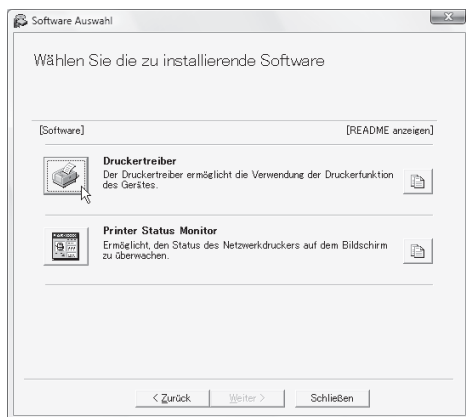 Software Auswahl
Wählen Sie die zu installierende Software
[Software] [README anzeigen]
Druckertreiber
Der Druckertreiber ermöglicht die Verwendung der Druckerfunktion
des Gerätes.
Printer Status Monitor
Ermöglicht, den Status des Netzwerkdruckers auf dem Bildschirm
zu überwachen.
< Zurück Weiter > Schließen